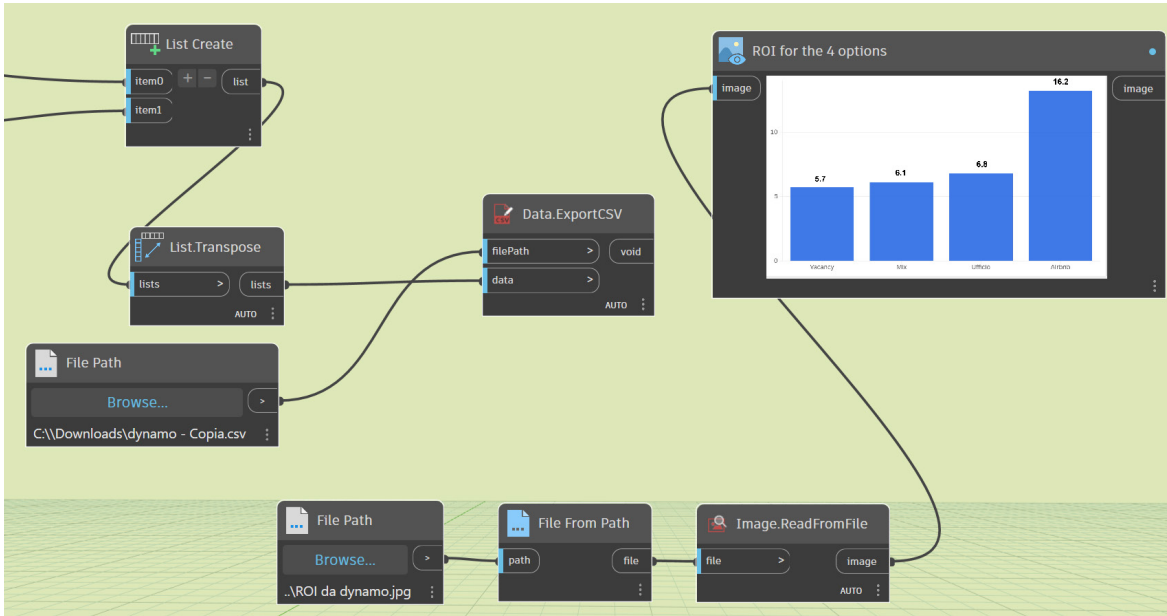 List Create
item0
+
−
list
item1
List.Transpose
lists
>
lists
AUTO
File Path
Browse...
>
C:\\Downloads\dynamo - Copia.csv
Data.ExportCSV
filePath
>
void
data
>
AUTO
ROI for the 4 options
image
image
16.2
10
5.7
6.1
6.8
5
0
Vacancy
Mix
Ufficio
Airbnb
File Path
Browse...
>
..\ROI da dynamo.jpg
File From Path
path
file
Image.ReadFromFile
file
>
image
AUTO